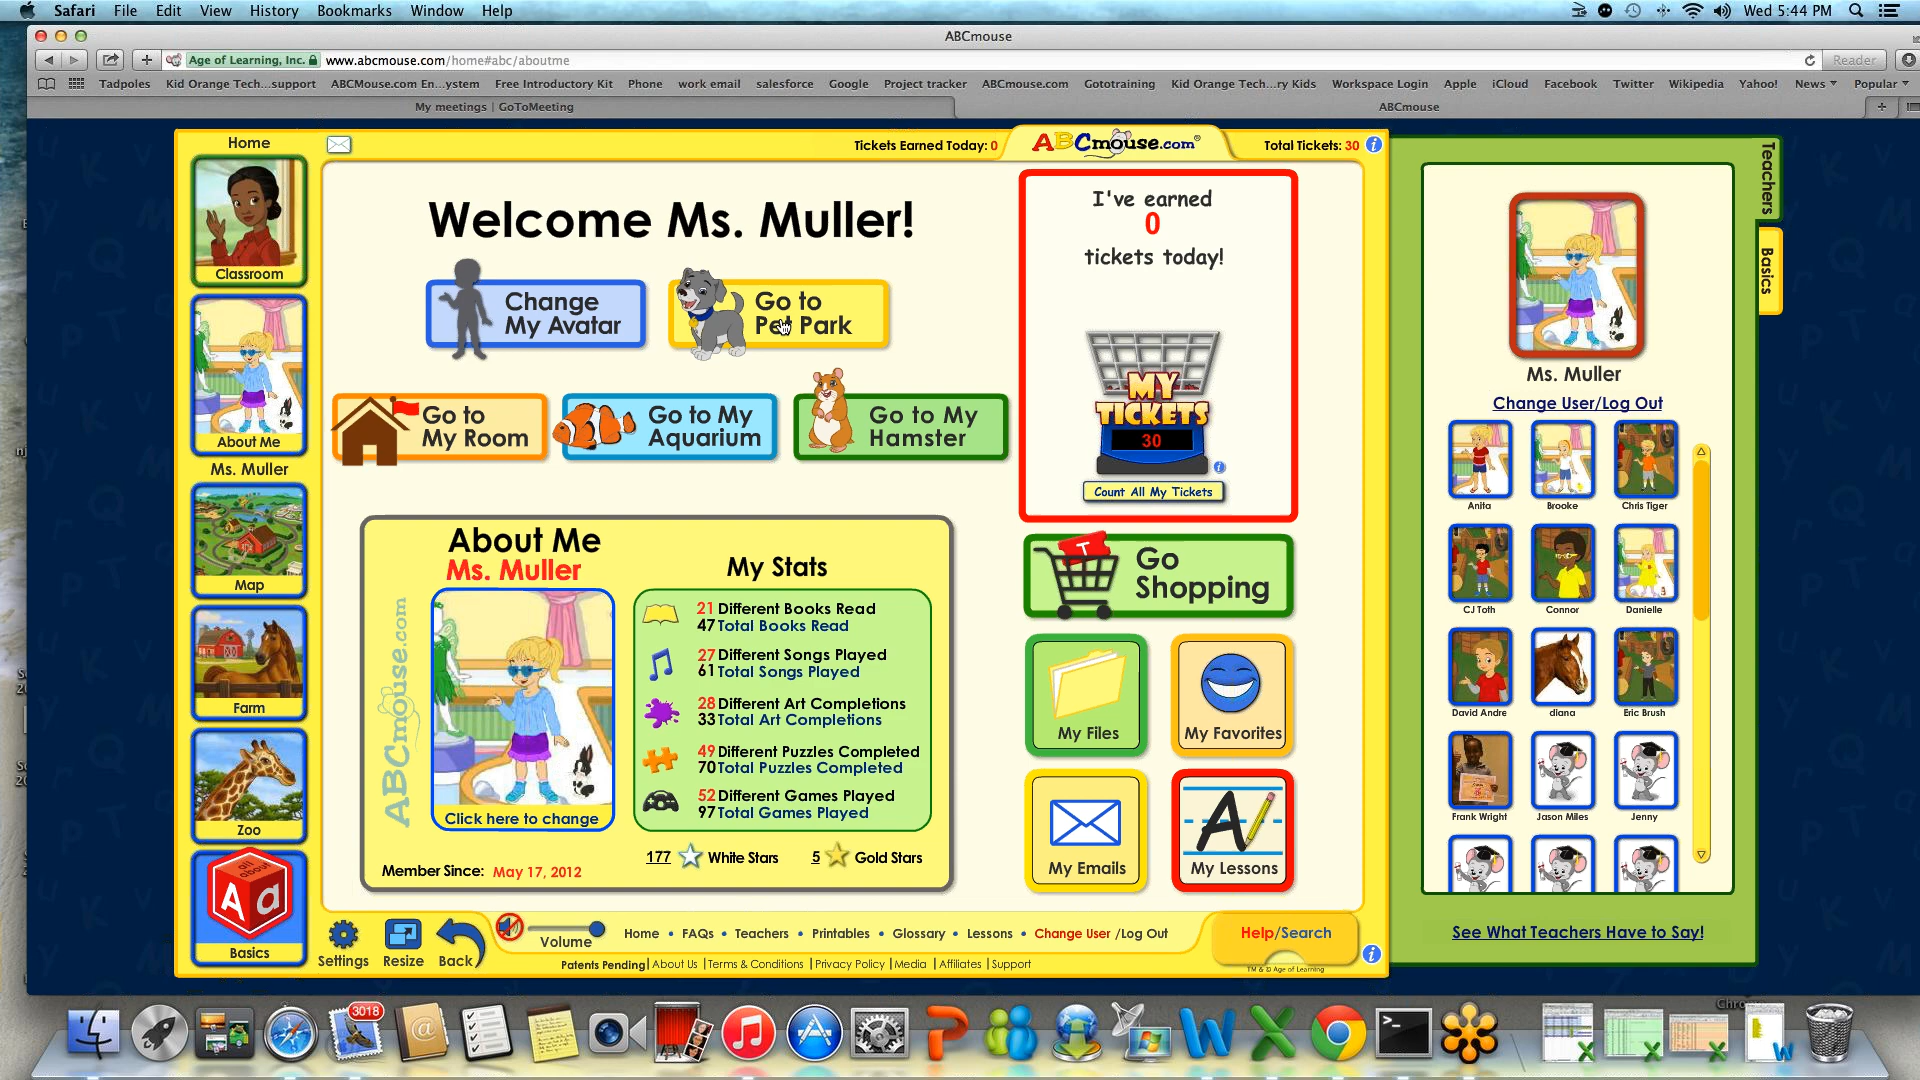 Safari File Edit View History Bookmarks Window Help
Wed 5:44 PM
ABCmouse
Age of Learning, Inc. www.abcmouse.com/home#abc/aboutme
Reader
Tadpoles Kid Orange Tech...support ABCMouse.com En...ystem Free Introductory Kit Phone work email salesforce Google Project tracker ABCmouse.com Gototraining Kid Orange Tech...ry Kids Workspace Login Apple iCloud Facebook Twitter Wikipedia Yahoo! News Popular
My meetings | GoToMeeting
ABCmouse
Home
Tickets Earned Today: 0
ABCmouse.com®
Total Tickets: 30
Classroom
About Me
Ms. Muller
Map
Farm
Zoo
all about
Aa
Basics
Welcome Ms. Muller!
Change
My Avatar
Go to
Pet Park
Go to
My Room
Go to My
Aquarium
Go to My
Hamster
I've earned
0
tickets today!
MY
TICKETS
30
Count All My Tickets
About Me
Ms. Muller
ABCmouse.com
Click here to change
My Stats
21 Different Books Read
47 Total Books Read
27 Different Songs Played
61 Total Songs Played
28 Different Art Completions
33 Total Art Completions
49 Different Puzzles Completed
70 Total Puzzles Completed
52 Different Games Played
97 Total Games Played
177 White Stars 5 Gold Stars
Member Since: May 17, 2012
T
Go
Shopping
My Files
My Favorites
My Emails
A
My Lessons
Settings
Resize
Back
Volume
Home • FAQs • Teachers • Printables • Glossary • Lessons • Change User /Log Out
Patents Pending | About Us | Terms & Conditions | Privacy Policy | Media | Affiliates | Support
Help/Search
TM & © Age of Learning
Teachers
Basics
Ms. Muller
Change User/Log Out
Anita Brooke Chris Tiger
CJ Toth Connor Danielle
David Andre diana Eric Brush
Frank Wright Jason Miles Jenny
See What Teachers Have to Say!
3018